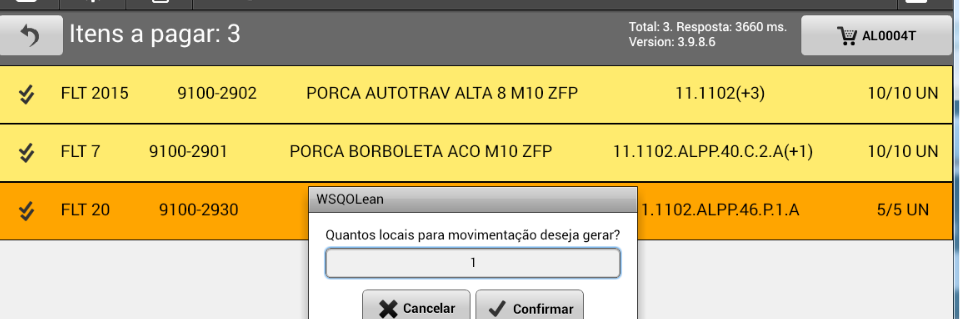 Itens a pagar: 3
Total: 3. Resposta: 3660 ms.
Version: 3.9.8.6
AL0004T
FLT 2015 9100-2902 PORCA AUTOTRAV ALTA 8 M10 ZFP 11.1102(+3) 10/10 UN
FLT 7 9100-2901 PORCA BORBOLETA ACO M10 ZFP 11.1102.ALPP.40.C.2.A(+1) 10/10 UN
FLT 20 9100-2930 1.1102.ALPP.46.P.1.A 5/5 UN
WSQOLean
Quantos locais para movimentação deseja gerar?
1
Cancelar Confirmar